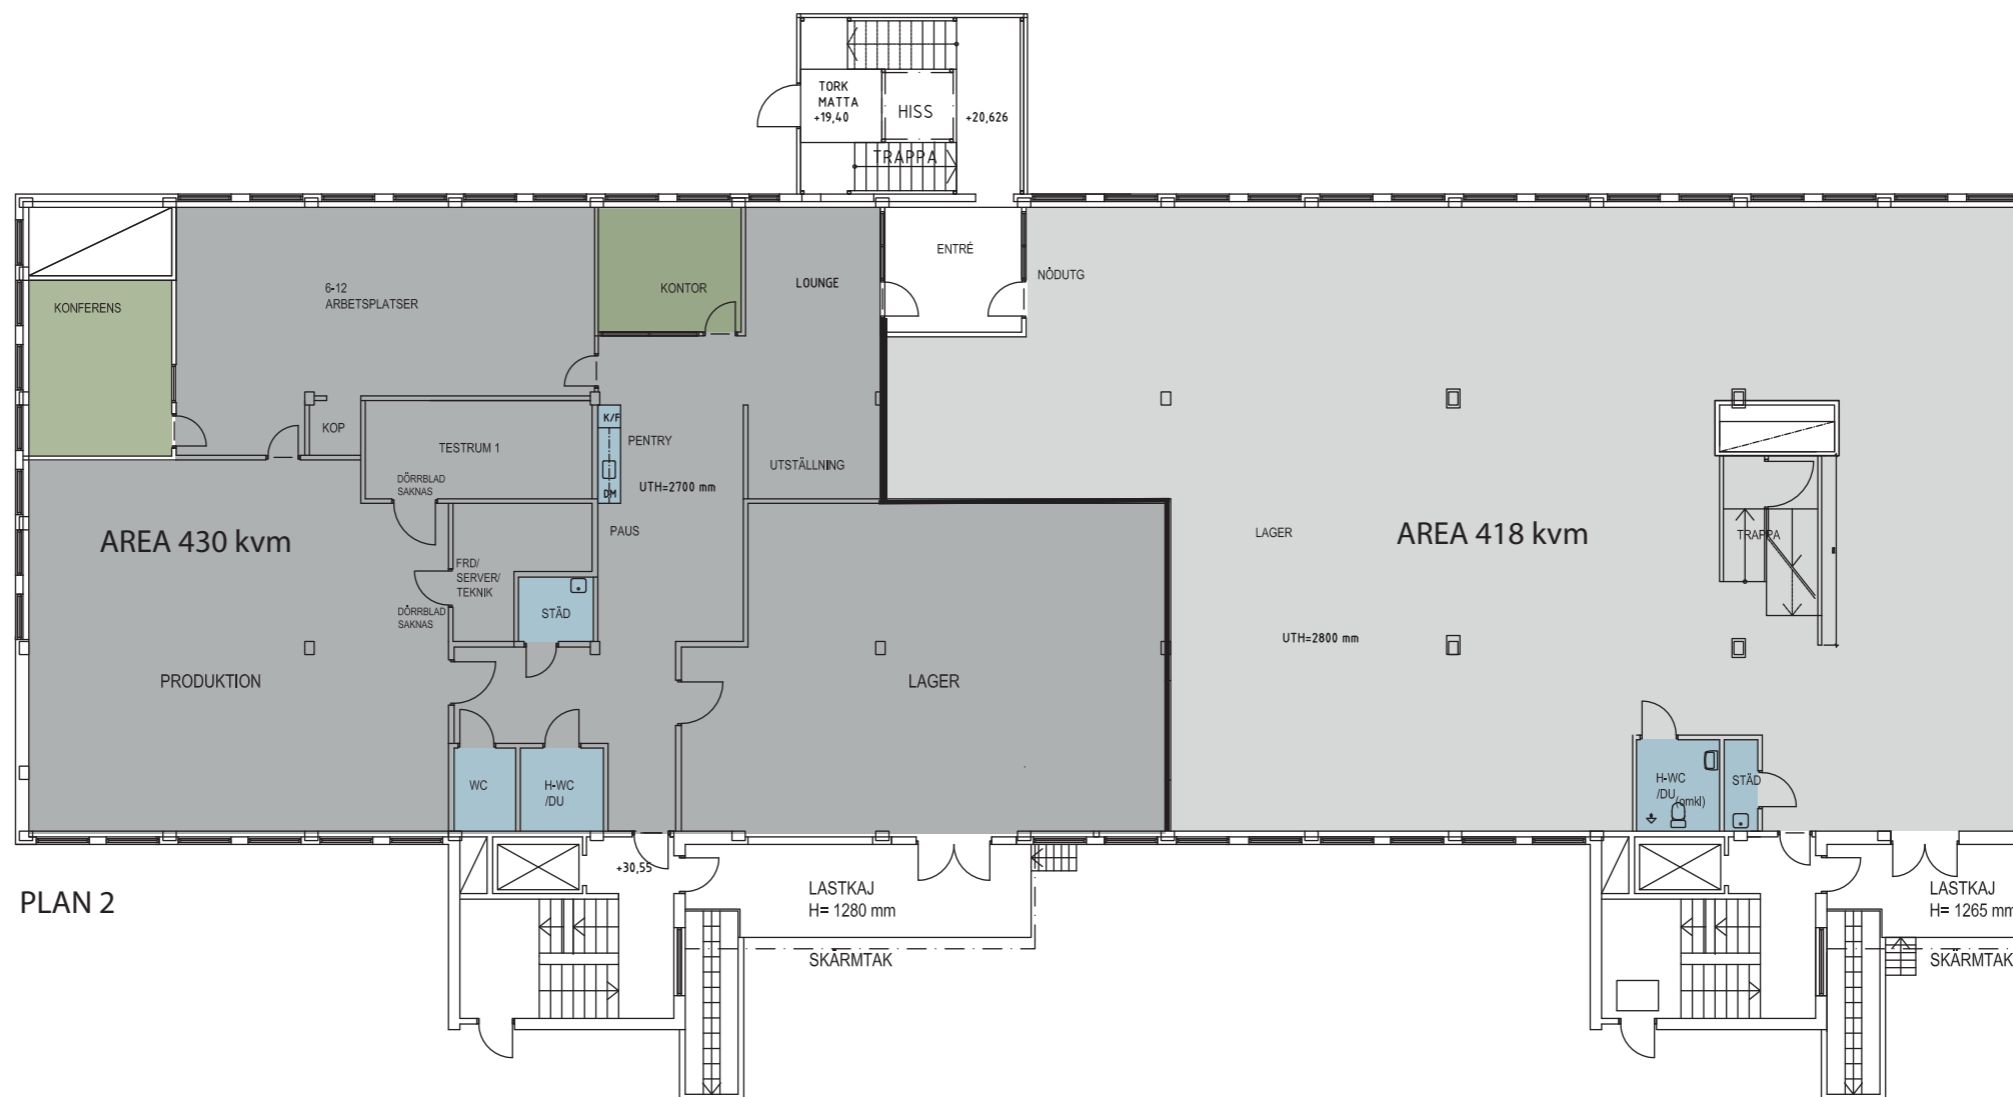 TORK
MATTA
+19,40
HISS
+20,626
TRAPPA
ENTRÉ
NÖDUTG
KONFERENS
6-12
ARBETSPLATSER
KONTOR
LOUNGE
KOP
TESTRUM 1
K/F
PENTRY
DM
UTSTÄLLNING
UTH=2700 mm
DÖRRBLAD
SAKNAS
PAUS
AREA 430 kvm
LAGER
AREA 418 kvm
TRAPPA
FRD/
SERVER/
TEKNIK
STÄD
DÖRRBLAD
SAKNAS
UTH=2800 mm
PRODUKTION
LAGER
WC
H-WC
/DU
H-WC
/DU
(omkl)
STÄD
+30,55
PLAN 2
LASTKAJ
H= 1280 mm
SKÄRMTAK
LASTKAJ
H= 1265 mm
SKÄRMTAK